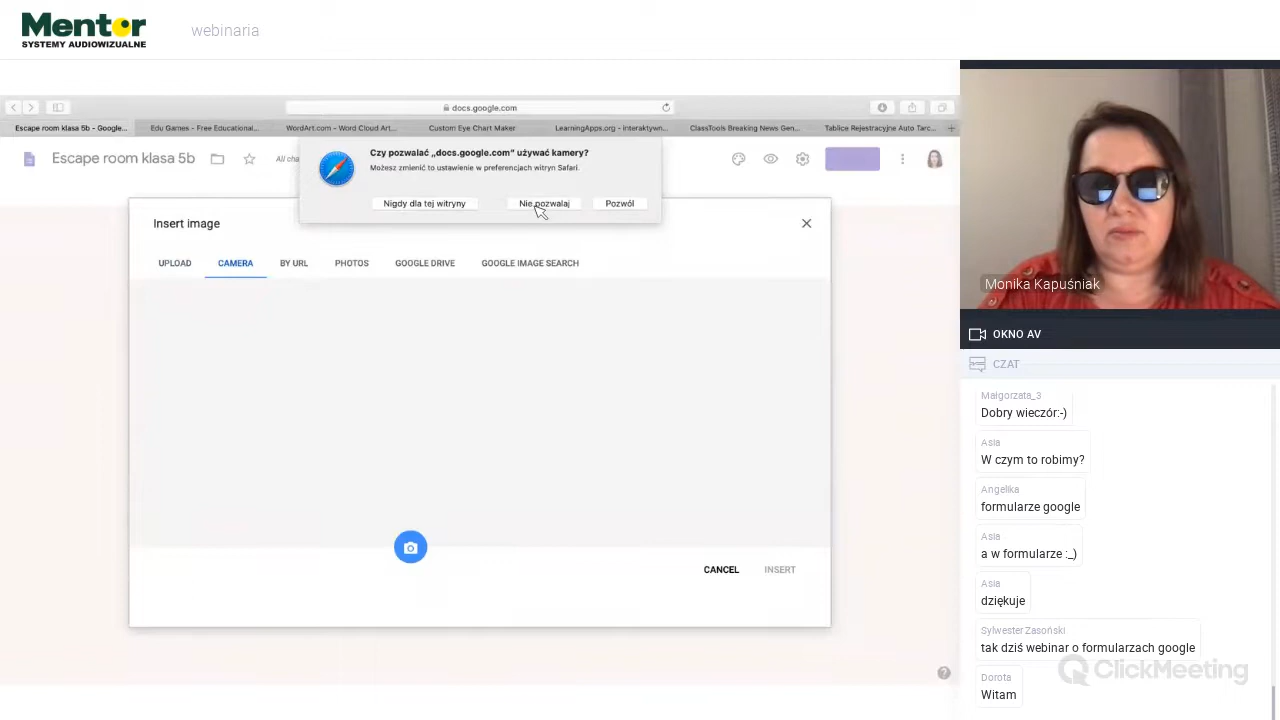 Mentor
SYSTEMY AUDIOWIZUALNE
webinaria
docs.google.com
Escape room klasa 5b - Google...
Edu Games - Free Educational...
WordArt.com - Word Cloud Art...
Custom Eye Chart Maker
LearningApps.org - interaktywn...
ClassTools Breaking News Gen...
Tablice Rejestracyjne Auto Tarc...
Escape room klasa 5b
All cha
Czy pozwalać „docs.google.com” używać kamery?
Możesz zmienić to ustawienie w preferencjach witryn Safari.
Nigdy dla tej witryny
Nie pozwalaj
Pozwól
Insert image
UPLOAD
CAMERA
BY URL
PHOTOS
GOOGLE DRIVE
GOOGLE IMAGE SEARCH
CANCEL
INSERT
Monika Kapuśniak
OKNO AV
CZAT
Małgorzata_3
Dobry wieczór:-)
Asia
W czym to robimy?
Angelika
formularze google
Asia
a w formularze :_)
Asia
dziękuje
Sylwester Zasoński
tak dziś webinar o formularzach google
ClickMeeting
Dorota
Witam